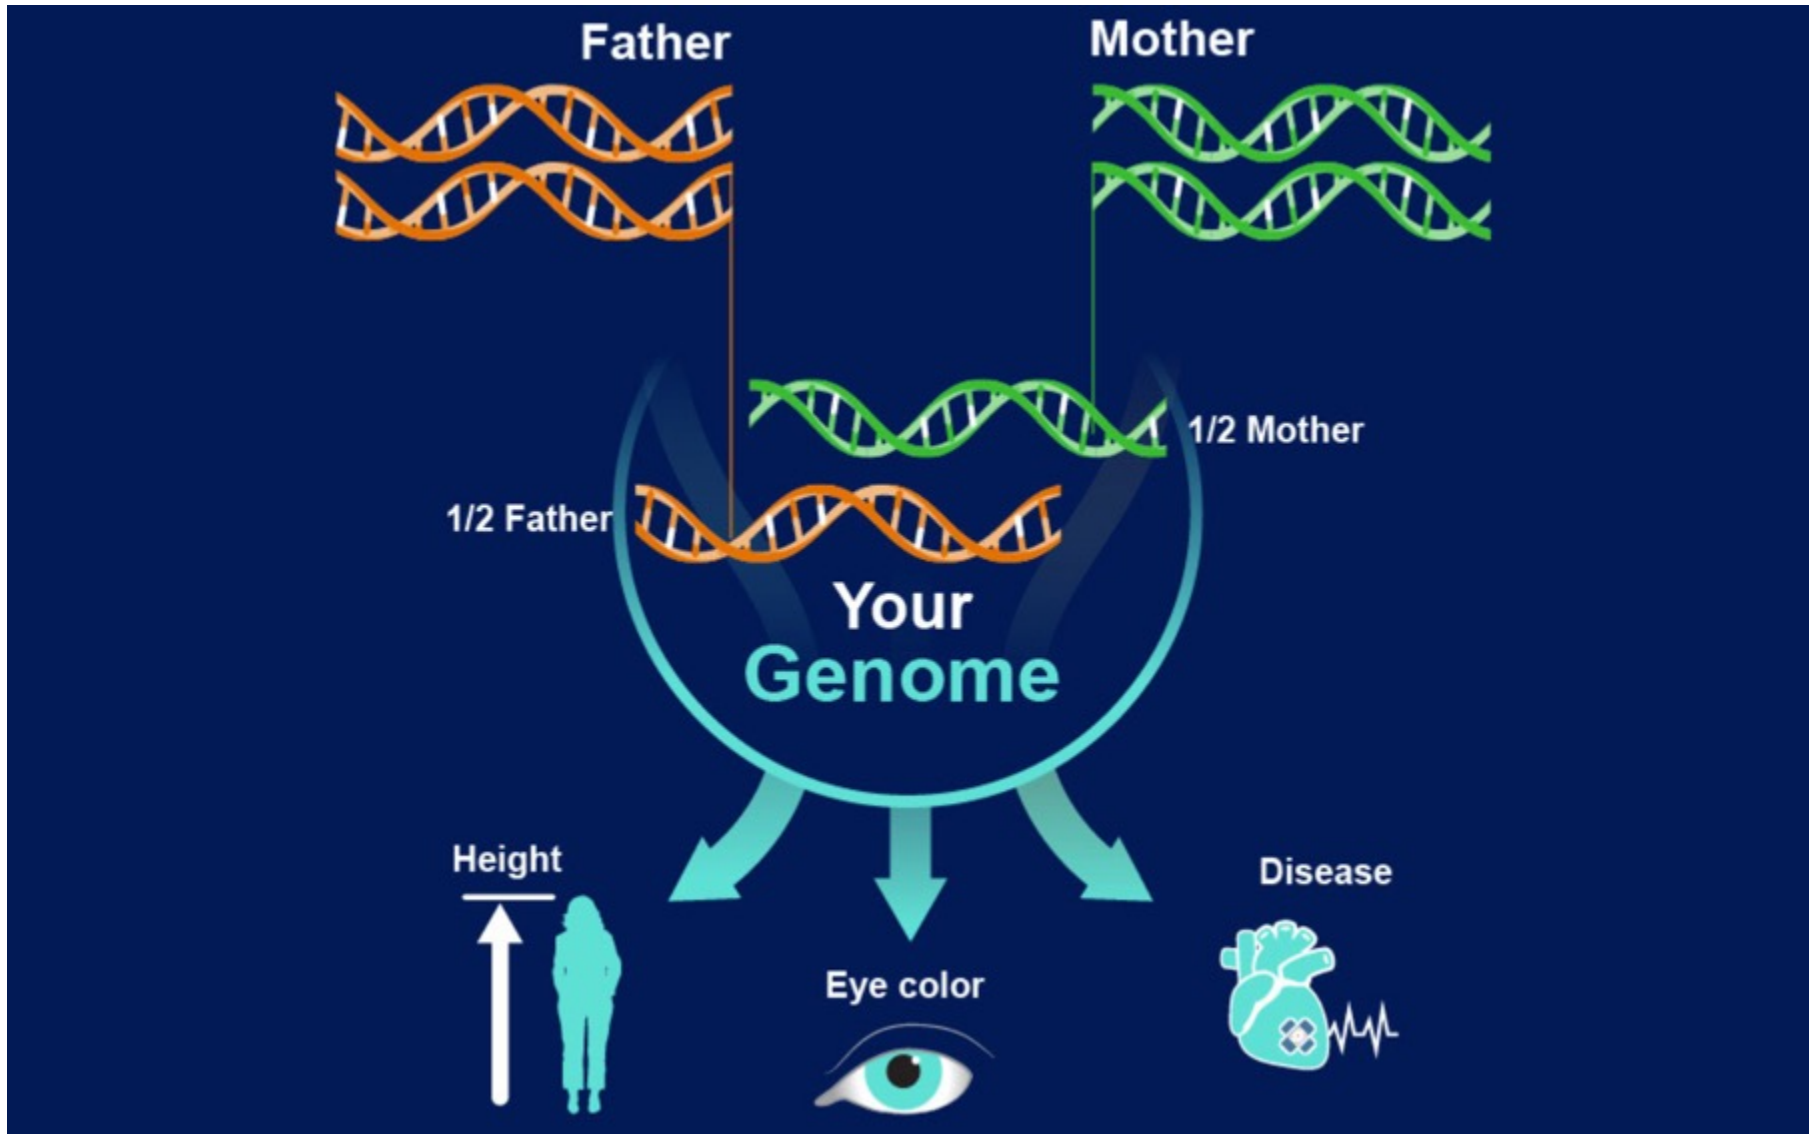 Father
Mother
1/2 Mother
1/2 Father
Your
Genome
Height
Disease
Eye color